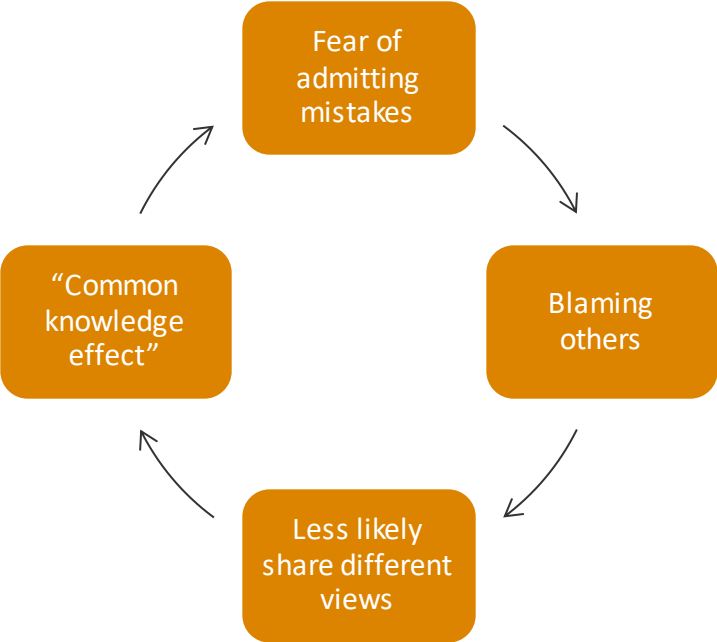 Fear of
admitting
mistakes
Blaming
others
Less likely
share different
views
“Common
knowledge
effect”